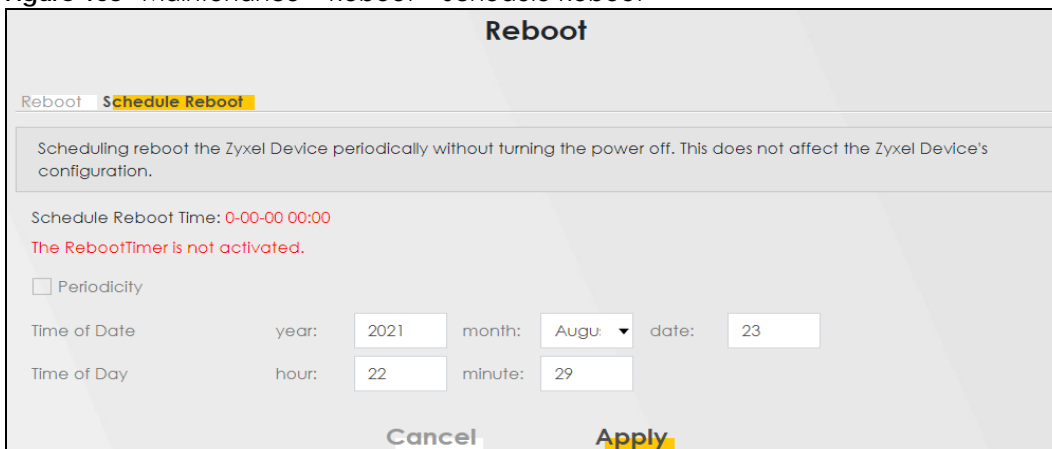 Reboot
Reboot Schedule Reboot
Scheduling reboot the Zyxel Device periodically without turning the power off. This does not affect the Zyxel Device's
configuration.
Schedule Reboot Time: 0-00-00 00:00
The RebootTimer is not activated.
Periodicity
Time of Date year: 2021 month: Augu date: 23
Time of Day hour: 22 minute: 29
Cancel Apply